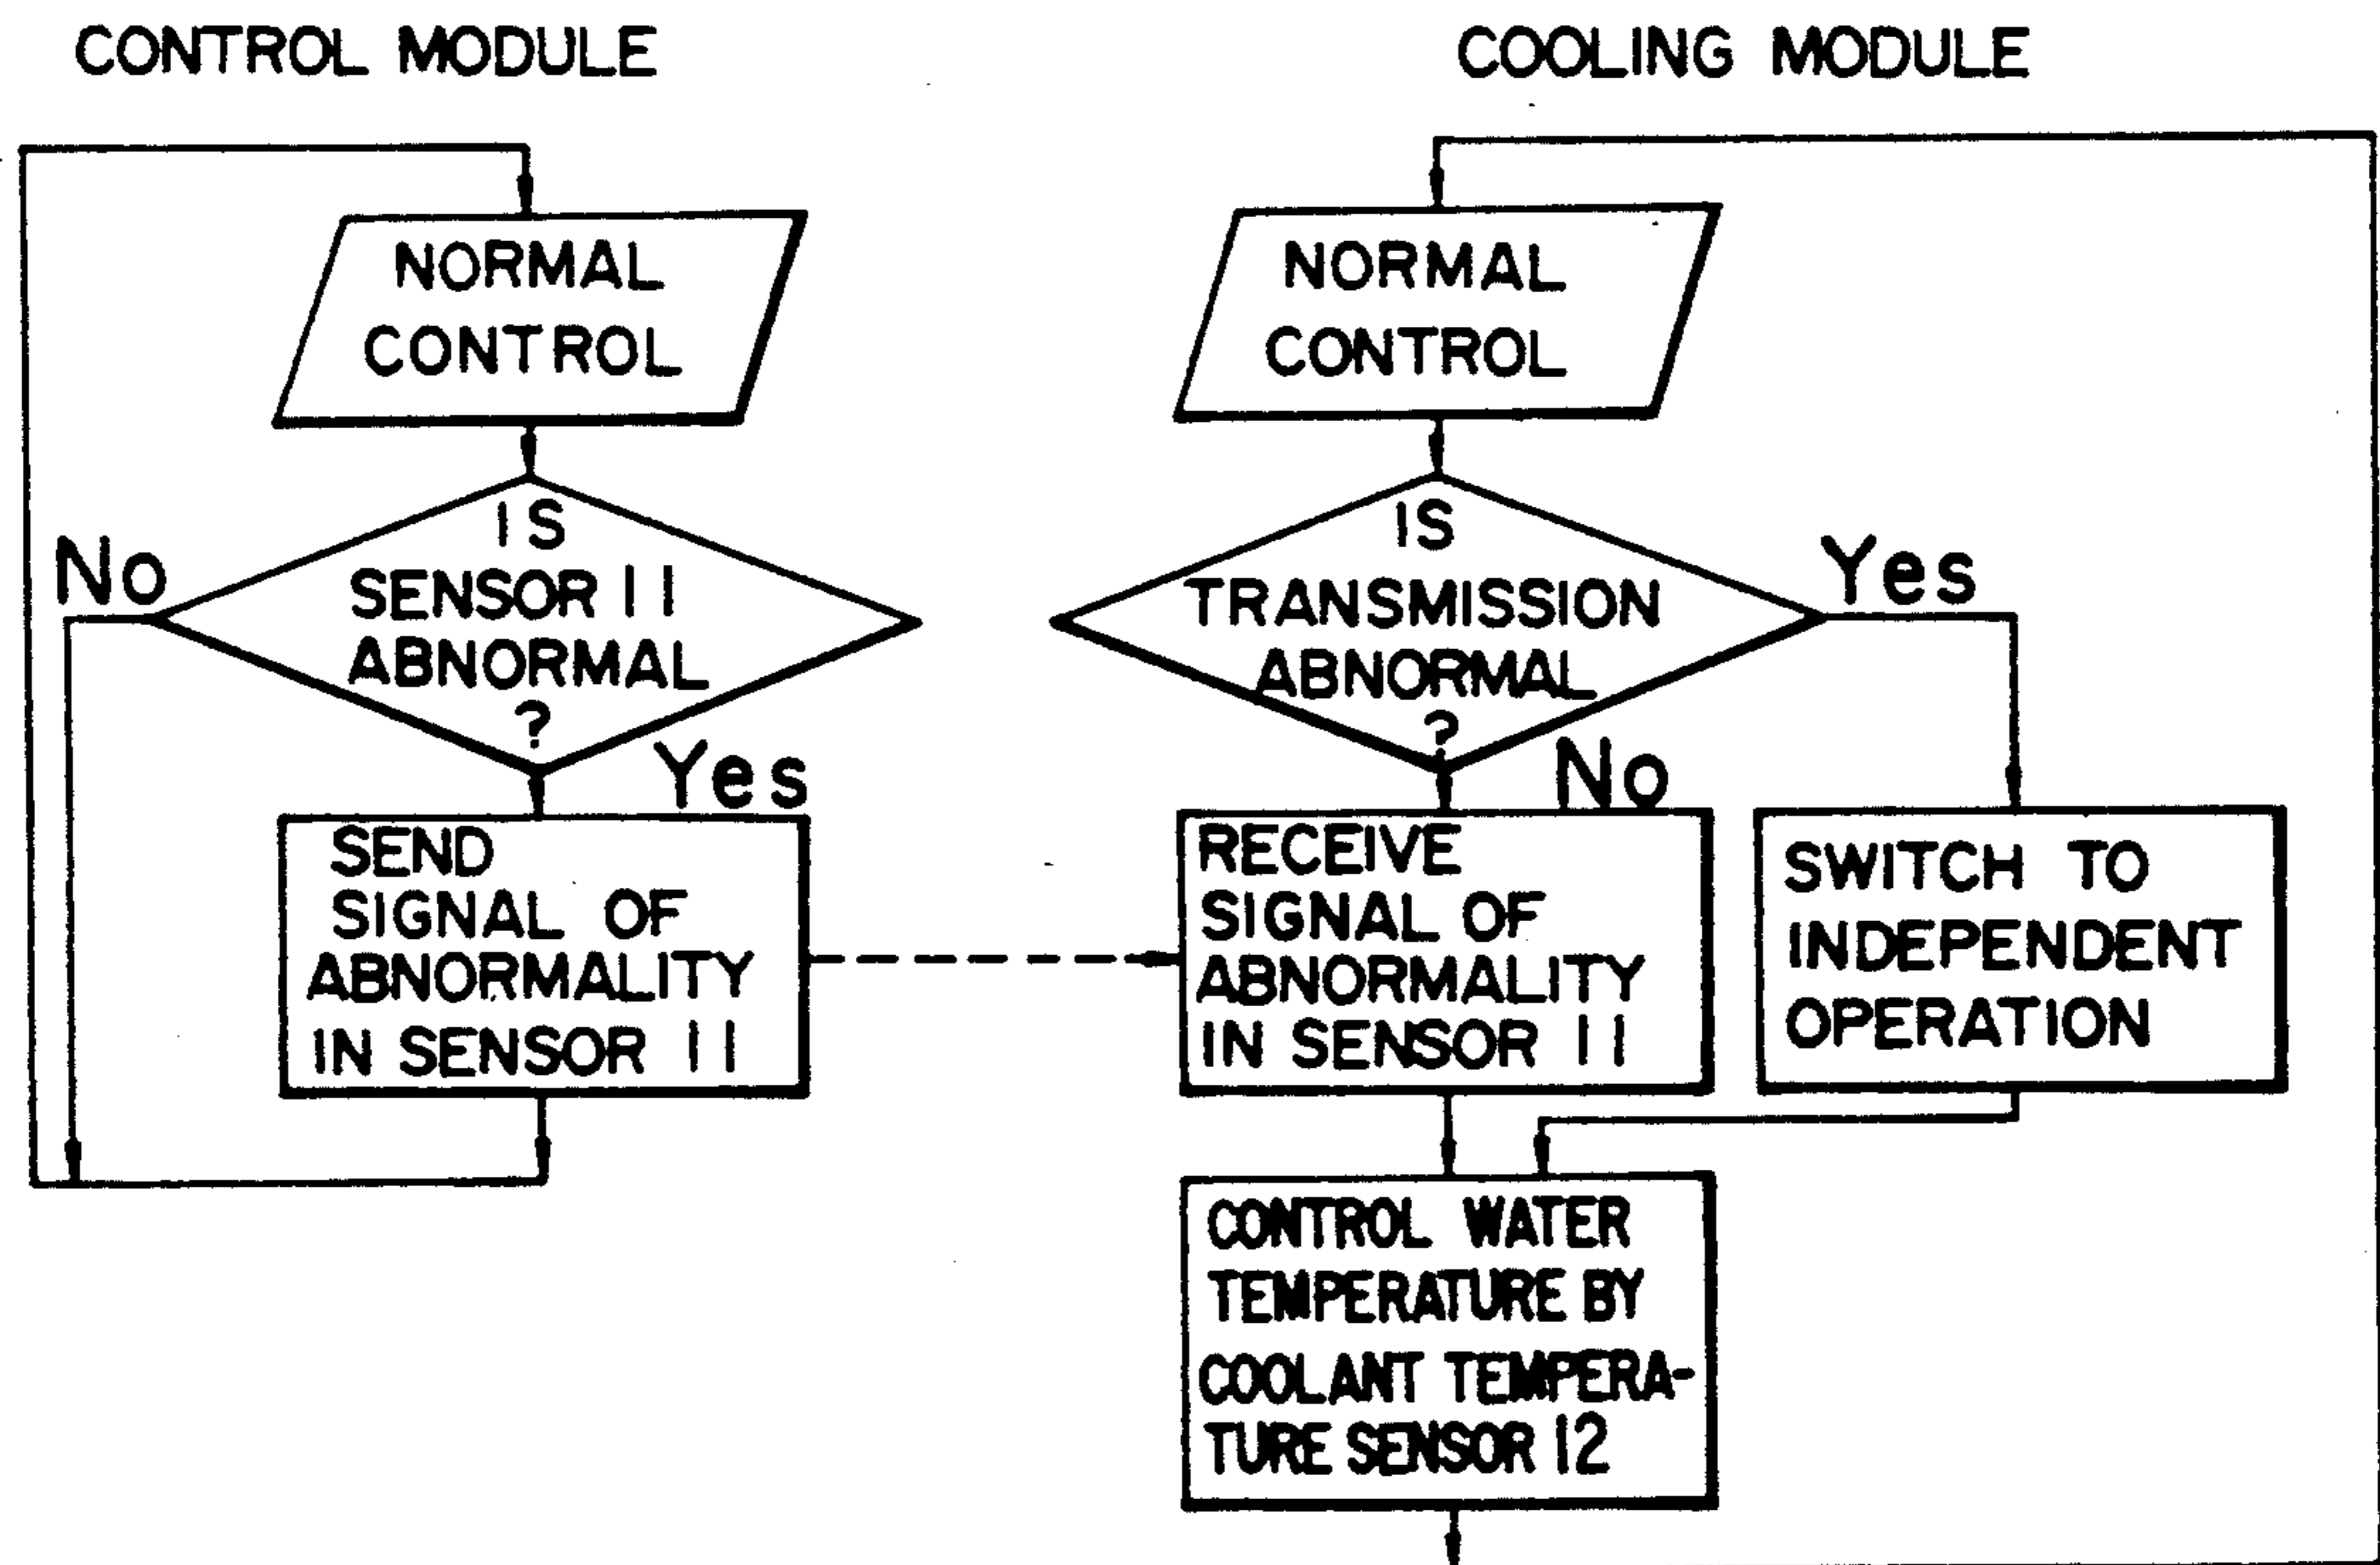 CONTROL MODULE
NORMAL
CONTROL
IS
SENSOR 11
ABNORMAL
?
No
Yes
SEND
SIGNAL OF
ABNORMALITY
IN SENSOR 11
COOLING MODULE
NORMAL
CONTROL
IS
TRANSMISSION
ABNORMAL
?
Yes
No
RECEIVE
SIGNAL OF
ABNORMALITY
IN SENSOR 11
SWITCH TO
INDEPENDENT
OPERATION
CONTROL WATER
TEMPERATURE BY
COOLANT TEMPERA-
TURE SENSOR 12